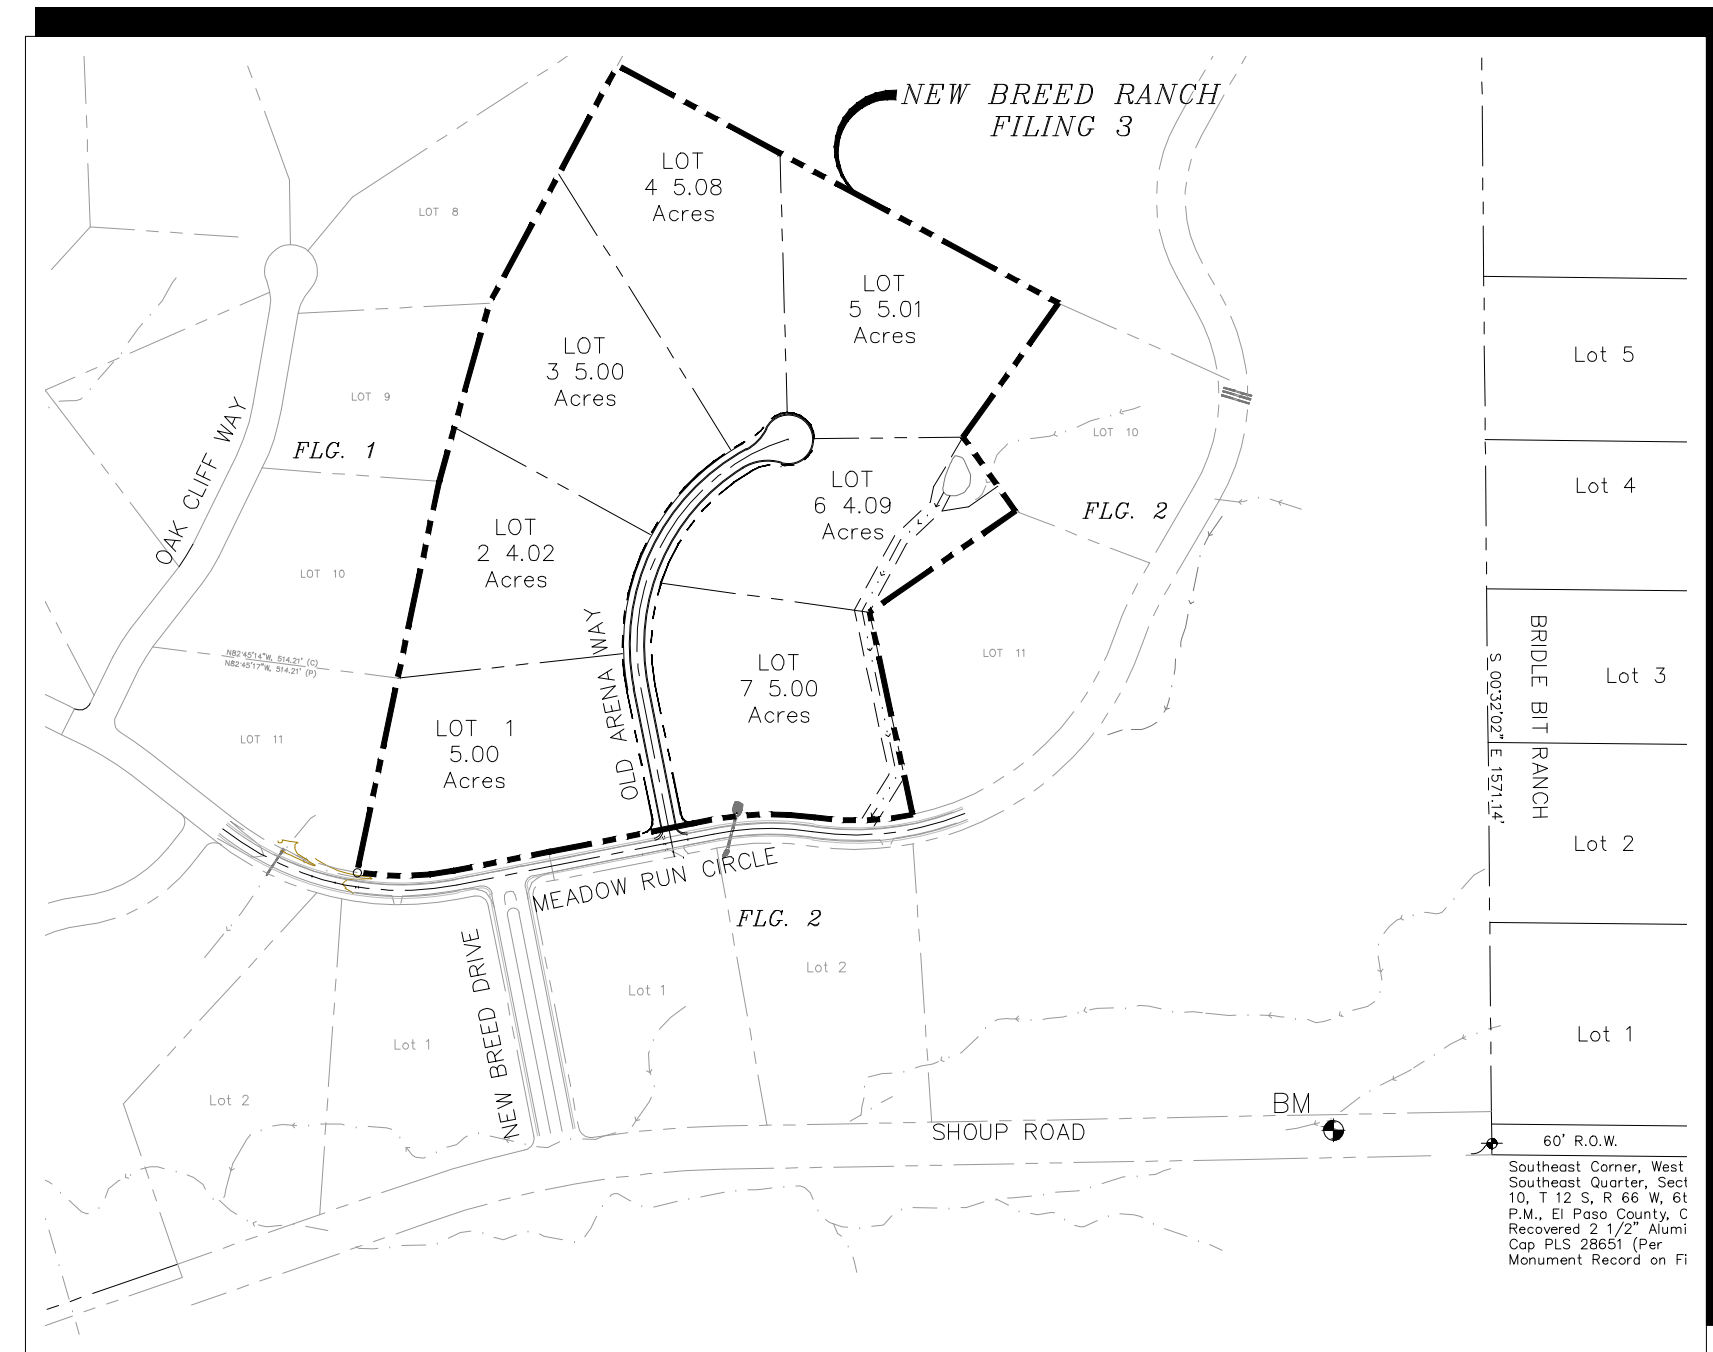 NEW BREED RANCH
FILING 3
LOT
4 5.08
Acres
LOT 8
LOT
5 5.01
Acres
LOT
3 5.00
Acres
LOT 9
FLG. 1
OAK CLIFF WAY
LOT 10
LOT
6 4.09
Acres
FLG. 2
Lot 5
Lot 4
LOT
2 4.02
Acres
LOT 10
N82°45'14"W, 514.21' (C)
N82°45'17"W, 514.21' (P)
OLD ARENA WAY
LOT
7 5.00
Acres
LOT 11
S 00°32'02" E 1571.14'
BRIDLE BIT RANCH
Lot 3
LOT 11
LOT 1
5.00
Acres
Lot 2
MEADOW RUN CIRCLE
FLG. 2
Lot 2
Lot 1
NEW BREED DRIVE
Lot 1
Lot 2
Lot 1
BM
SHOUP ROAD
60' R.O.W.
Southeast Corner, West
Southeast Quarter, Sect
10, T 12 S, R 66 W, 6t
P.M., El Paso County, C
Recovered 2 1/2" Alumi
Cap PLS 28651 (Per
Monument Record on Fi